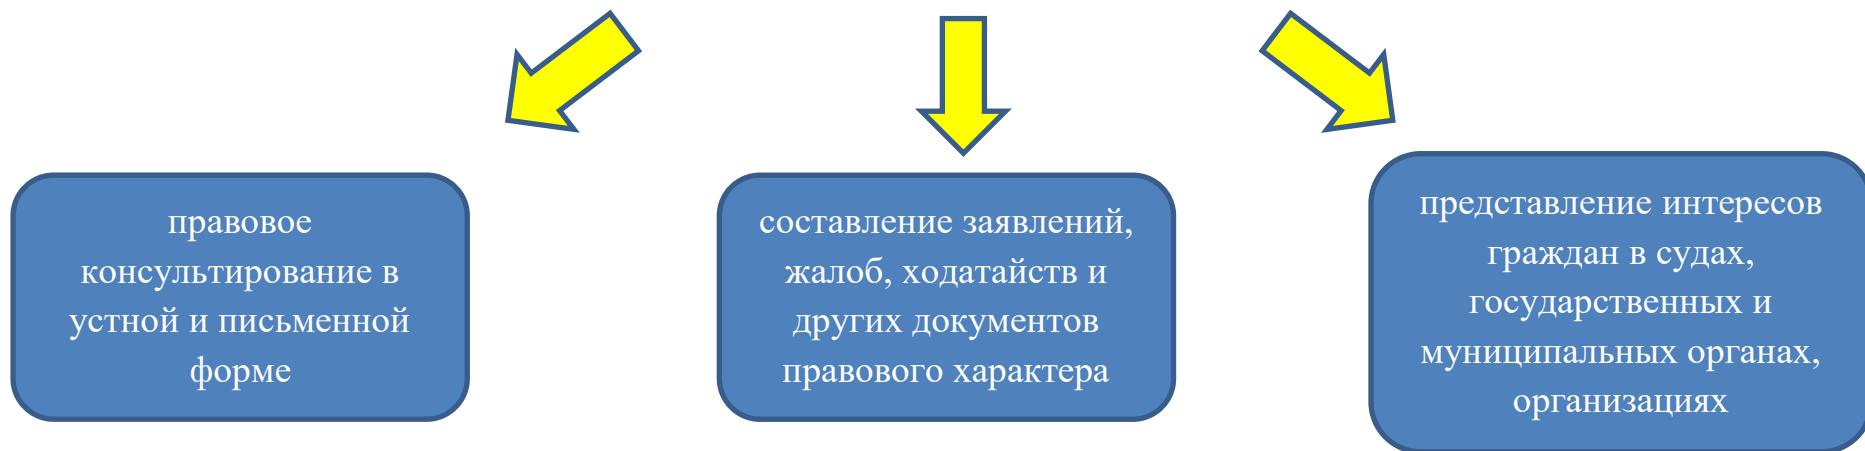 правовое
консультирование в
устной и письменной
форме
составление заявлений,
жалоб, ходатайств и
других документов
правового характера
представление интересов
граждан в судах,
государственных и
муниципальных органах,
организациях